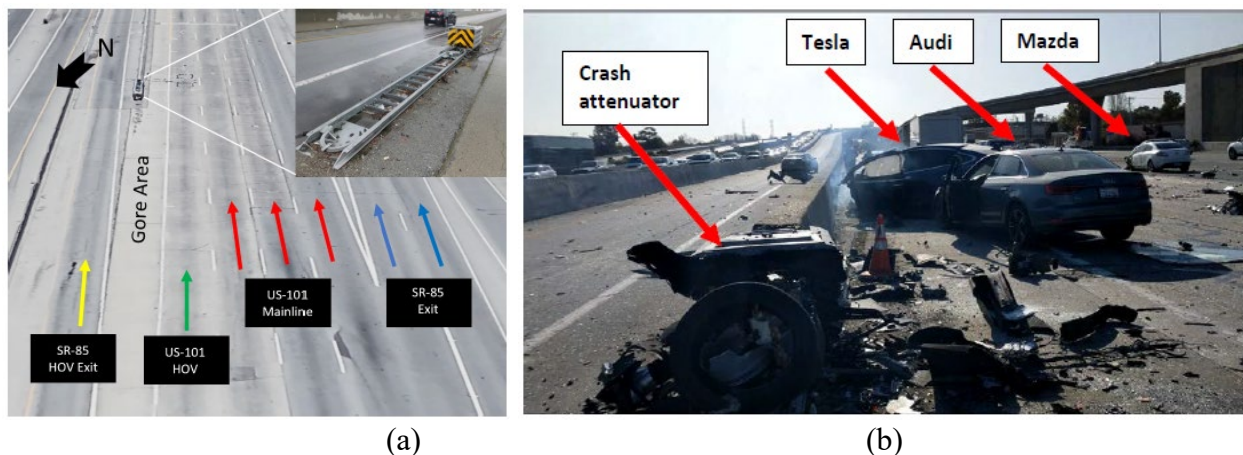 N
Gore Area
SR-85
HOV Exit
US-101
HOV
US-101
Mainline
SR-85
Exit
(a)
Crash
attenuator
Tesla
Audi
Mazda
(b)